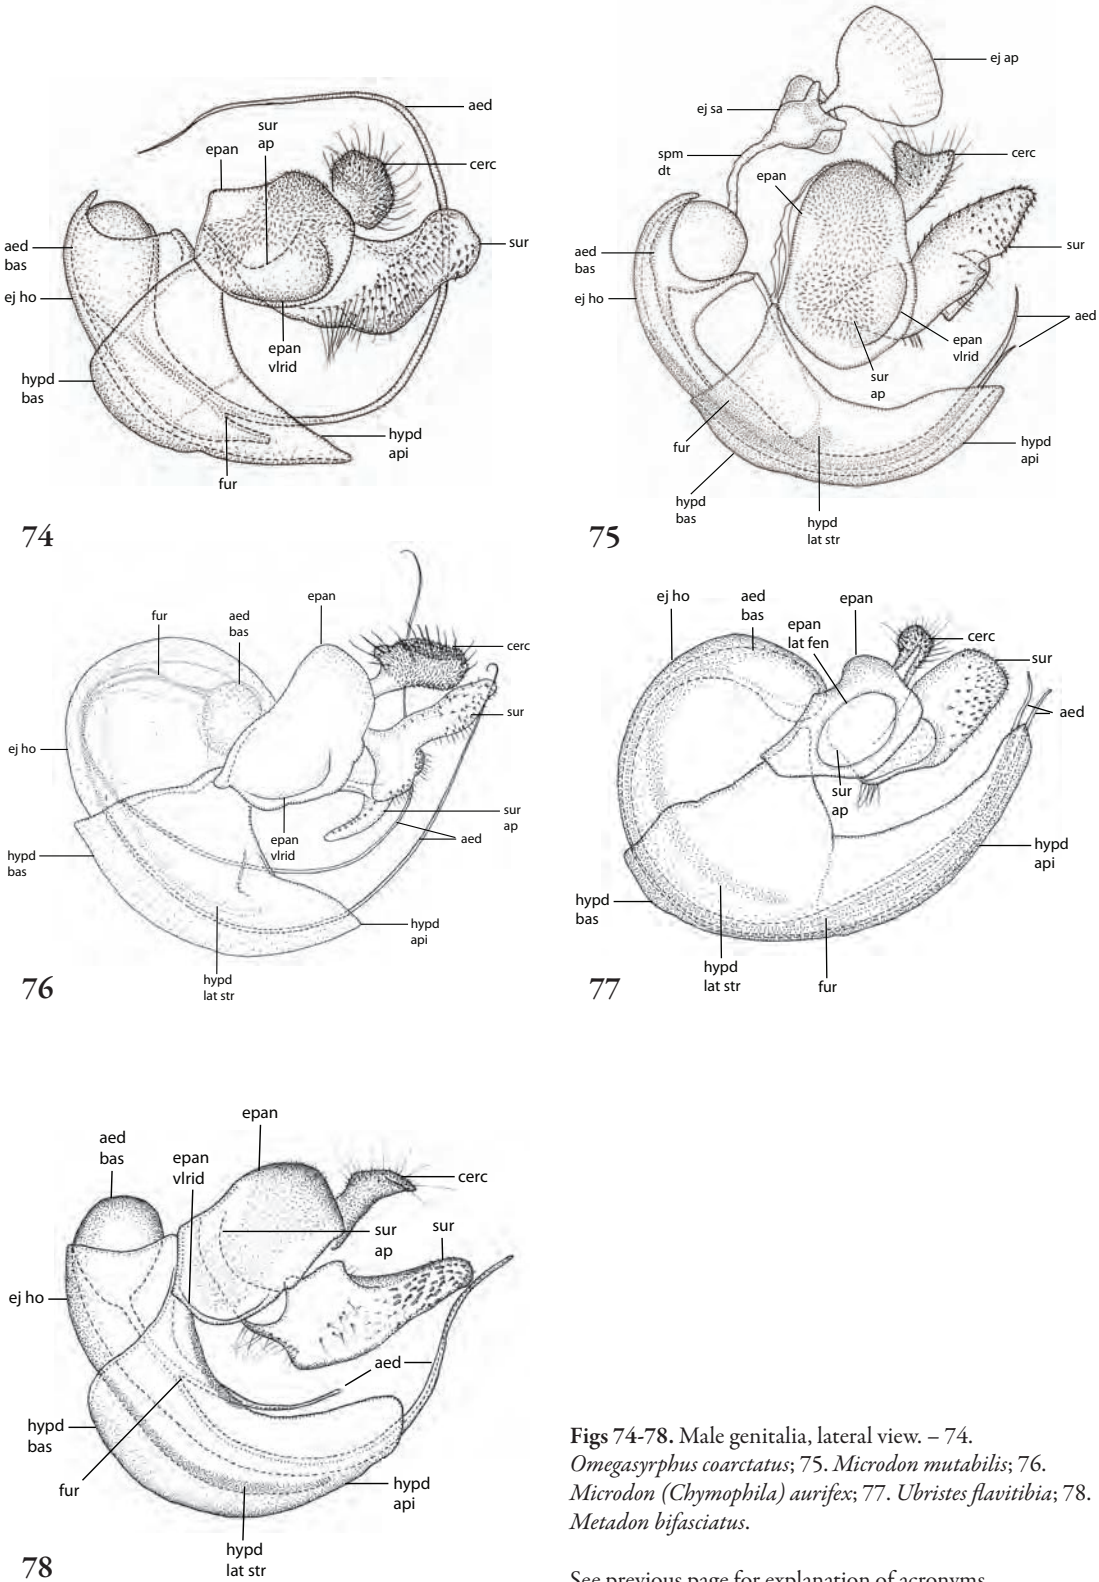 aed
sur
ap
epan
cerc
aed
bas
sur
ej ho
epan
vlrid
hypd
bas
hypd
api
fur
74
ej ap
ej sa
spm
dt
cerc
epan
aed
bas
sur
ej ho
aed
epan
vlrid
sur
ap
fur
hypd
api
hypd
bas
hypd
lat str
75
epan
fur
aed
bas
cerc
sur
ej ho
sur
ap
epan
vlrid
aed
hypd
bas
hypd
api
hypd
lat str
76
ej ho
aed
bas
epan
epan
lat fen
cerc
sur
aed
sur
ap
hypd
api
hypd
bas
hypd
lat str
fur
77
epan
aed
bas
epan
vlrid
cerc
sur
ap
sur
ej ho
aed
hypd
bas
fur
hypd
api
hypd
lat str
78
Figs 74-78. Male genitalia, lateral view. – 74.
Omegasyrphus coarctatus; 75. Microdon mutabilis; 76.
Microdon (Chymophila) aurifex; 77. Ubristes flavitibia; 78.
Metadon bifasciatus.
See previous page for explanation of acronyms